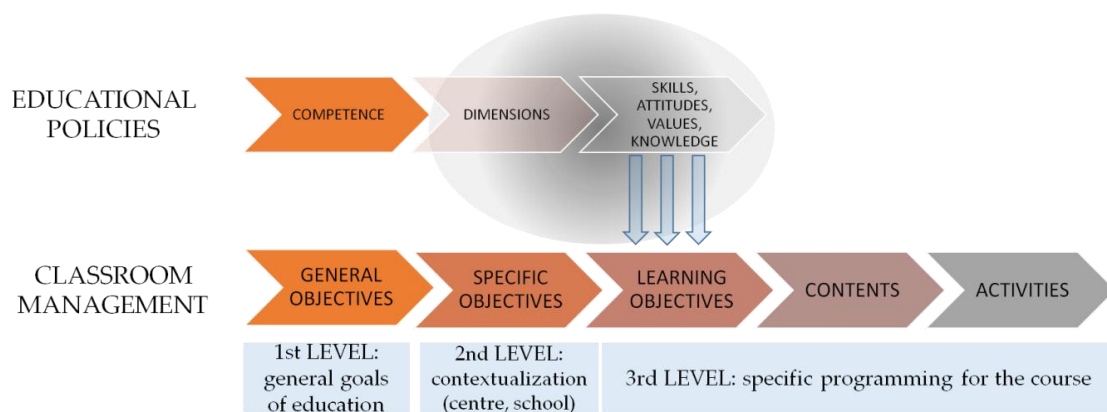 EDUCATIONAL
POLICIES
COMPETENCE
DIMENSIONS
SKILLS,
ATTITUDES,
VALUES,
KNOWLEDGE
CLASSROOM
MANAGEMENT
GENERAL
OBJECTIVES
SPECIFIC
OBJECTIVES
LEARNING
OBJECTIVES
CONTENTS
ACTIVITIES
1st LEVEL:
general goals
of education
2nd LEVEL:
contextualization
(centre, school)
3rd LEVEL: specific programming for the course